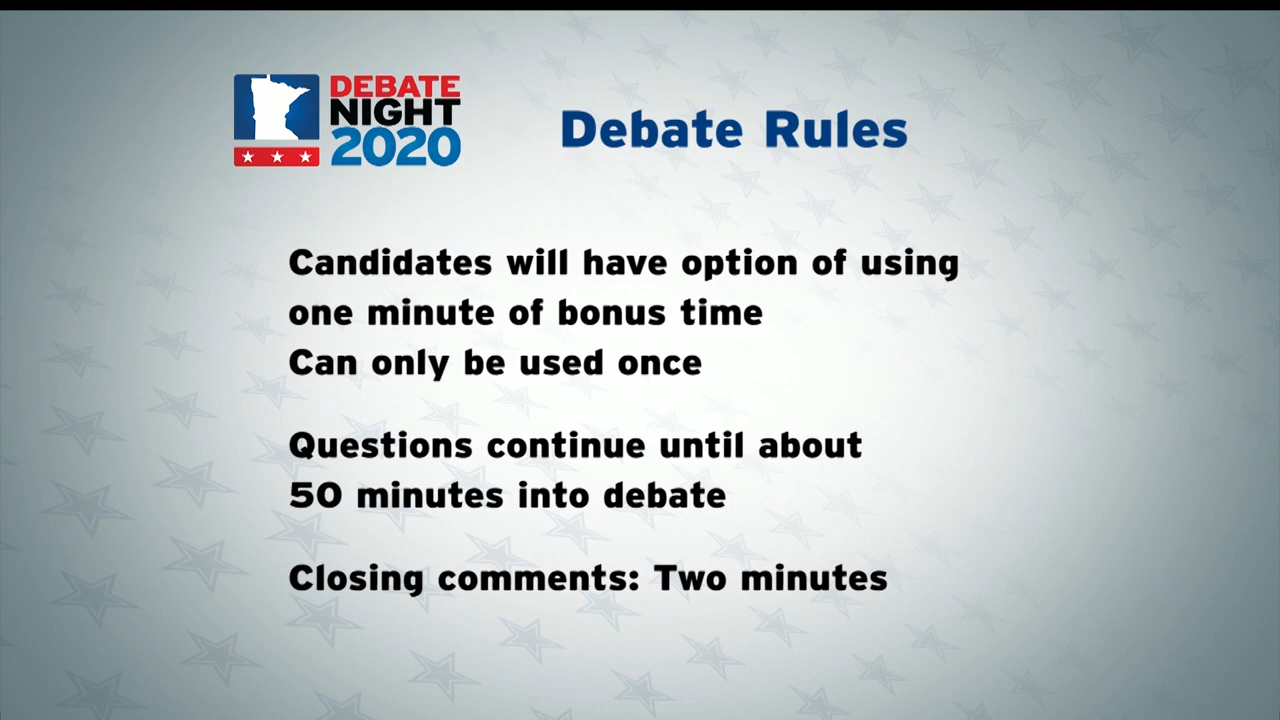 DEBATE
NIGHT
2020
Debate Rules
Candidates will have option of using
one minute of bonus time
Can only be used once
Questions continue until about
50 minutes into debate
Closing comments: Two minutes